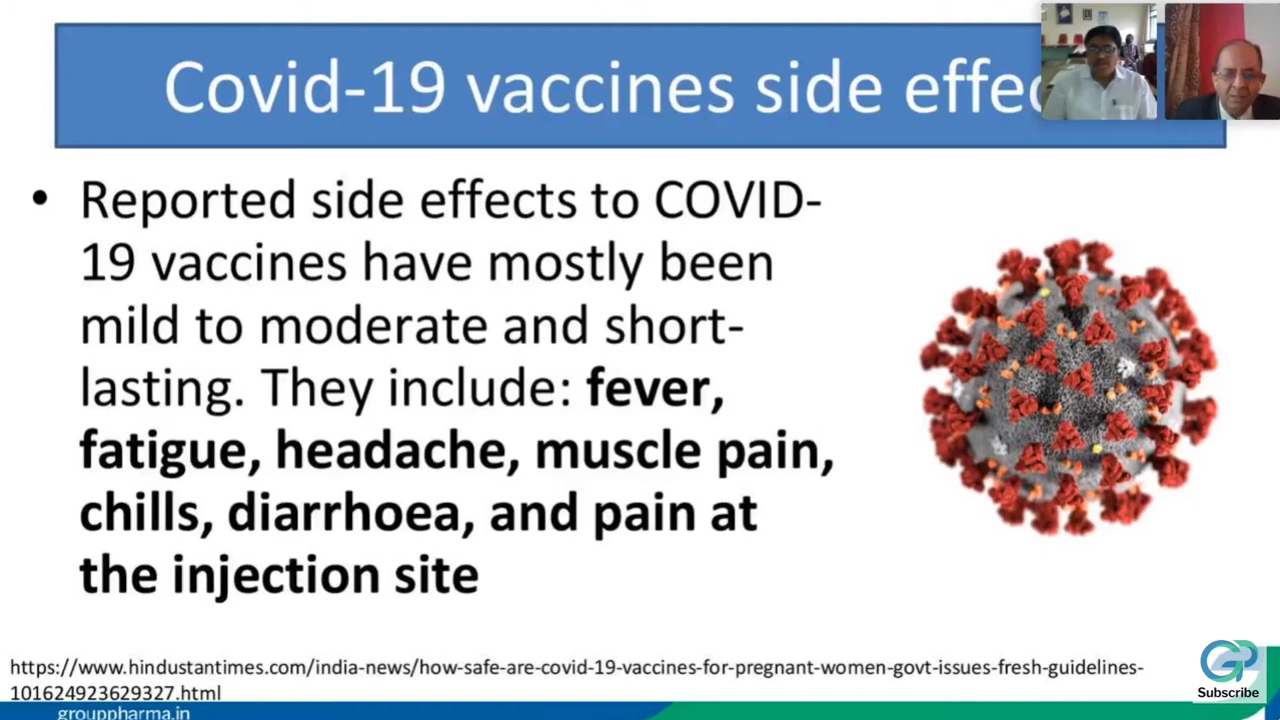 Covid-19 vaccines side effec
• Reported side effects to COVID-
19 vaccines have mostly been
mild to moderate and short-
lasting. They include: fever,
fatigue, headache, muscle pain,
chills, diarrhoea, and pain at
the injection site
https://www.hindustantimes.com/india-news/how-safe-are-covid-19-vaccines-for-pregnant-women-govt-issues-fresh-guidelines-
101624923629327.html
GP
Subscribe
grouppharma.in